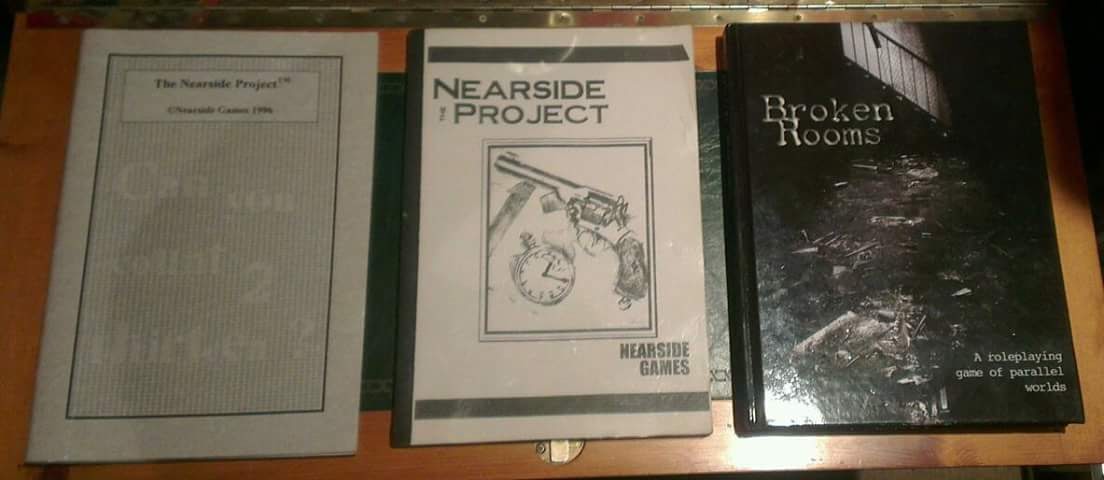 The Nearside Project™
©Nearside Games 1996
NEARSIDE
THE PROJECT
NEARSIDE
GAMES
Broken
Rooms
A roleplaying
game of parallel
worlds